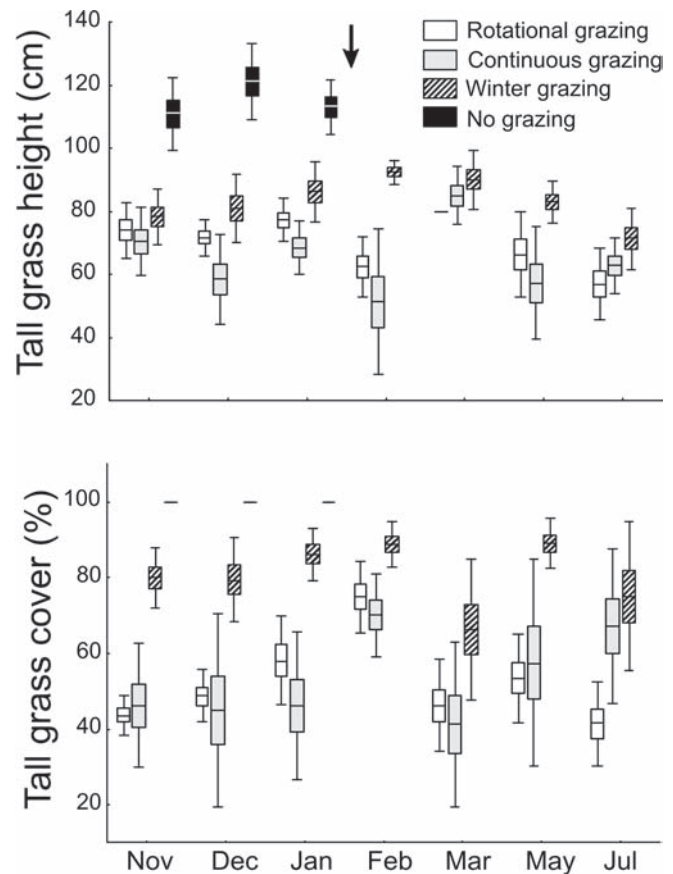 Tall grass height (cm)
140
120
100
80
60
40
20
Rotational grazing
Continuous grazing
Winter grazing
No grazing
Tall grass cover (%)
100
80
60
40
20
Nov Dec Jan Feb Mar May Jul